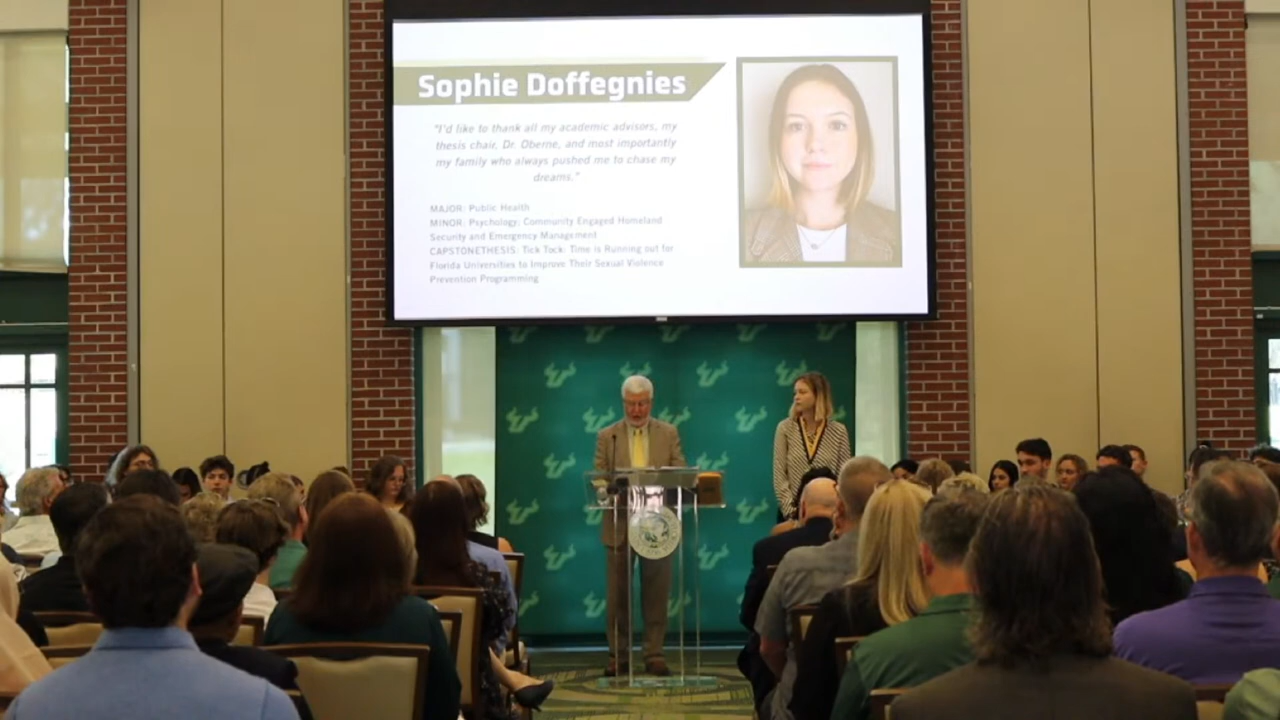 Sophie Doffegnies
"I'd like to thank all my academic advisors, my
thesis chair, Dr. Oberne, and most importantly
my family who always pushed me to chase my
dreams."
MAJOR: Public Health
MINOR: Psychology; Community Engaged Homeland
Security and Emergency Management
CAPSTONETHESIS: Tick Tock: Time is Running out for
Florida Universities to Improve Their Sexual Violence
Prevention Programming